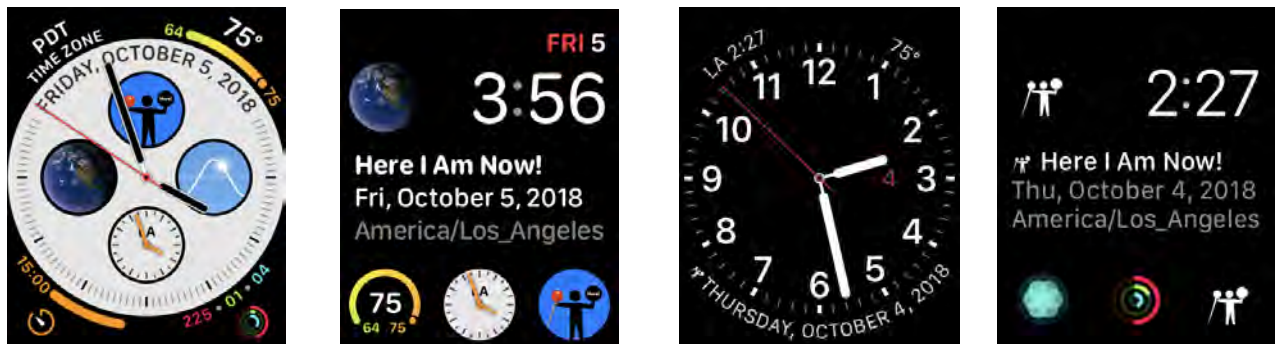 PDT
TIME ZONE
64
75°
75
FRIDAY, OCTOBER 5, 2018
LA
15:00
225 • 01 • 04
FRI 5
3:56
Here I Am Now!
Fri, October 5, 2018
America/Los_Angeles
75
64 75
LA
LA 2:27
75°
12
1
2
3
4
5
6
7
8
9
10
11
4
THURSDAY, OCTOBER 4, 2018
2:27
Here I Am Now!
Thu, October 4, 2018
America/Los_Angeles